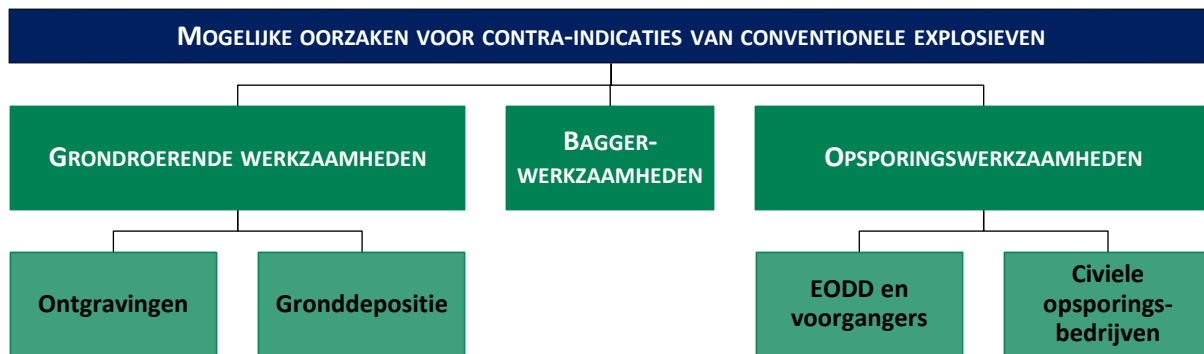 MOGELIJKE OORZAKEN VOOR CONTRA-INDICATIES VAN CONVENTIONELE EXPLOSIEVEN
GRONDROERENDE WERKZAAMHEDEN
BAGGER-
WERKZAAMHEDEN
OPSPORINGSWERKZAAMHEDEN
Ontgravingen
Gronddepositie
EODD en
voorgangers
Civiele
opsporings-
bedrijven